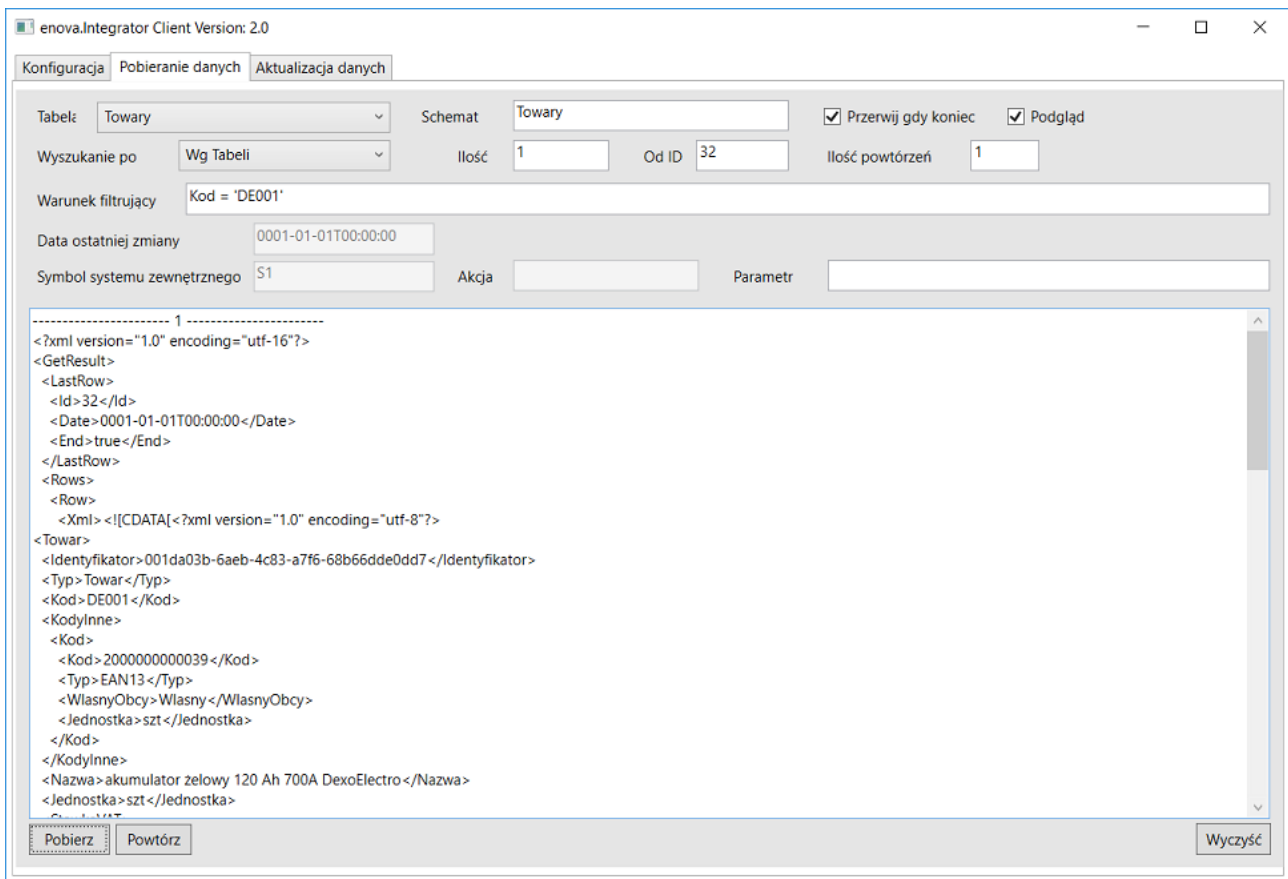 enova.Integrator Client Version: 2.0
Konfiguracja Pobieranie danych Aktualizacja danych
Tabela Towary Schemat Towary Przerwij gdy koniec Podgląd
Wyszukanie po Wg Tabeli Ilość 1 Od ID 32 Ilość powtórzeń 1
Warunek filtrujący Kod = 'DE001'
Data ostatniej zmiany 0001-01-01T00:00:00
Symbol systemu zewnętrznego S1 Akcja Parametr
----------------------- 1 -----------------------
<?xml version="1.0" encoding="utf-16"?>
<GetResult>
<LastRow>
<Id>32</Id>
<Date>0001-01-01T00:00:00</Date>
<End>true</End>
</LastRow>
<Rows>
<Row>
<Xml><![CDATA[<?xml version="1.0" encoding="utf-8"?>
<Towar>
<Identyfikator>001da03b-6aeb-4c83-a7f6-68b66dde0dd7</Identyfikator>
<Typ>Towar</Typ>
<Kod>DE001</Kod>
<KodyInne>
<Kod>
<Kod>2000000000039</Kod>
<Typ>EAN13</Typ>
<WlasnyObcy>Wlasny</WlasnyObcy>
<Jednostka>szt</Jednostka>
</Kod>
</KodyInne>
<Nazwa>akumulator żelowy 120 Ah 700A DexoElectro</Nazwa>
<Jednostka>szt</Jednostka>
Pobierz Powtórz Wyczyść